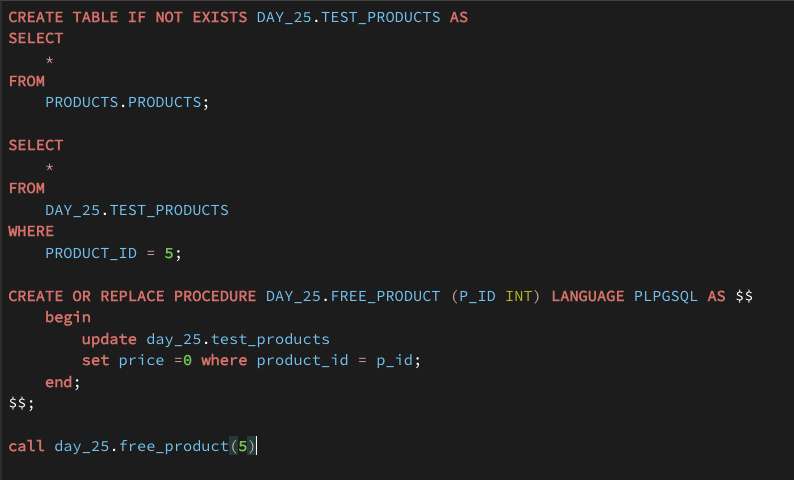 CREATE TABLE IF NOT EXISTS DAY_25.TEST_PRODUCTS AS
SELECT
    *
FROM
    PRODUCTS.PRODUCTS;

SELECT
    *
FROM
    DAY_25.TEST_PRODUCTS
WHERE
    PRODUCT_ID = 5;

CREATE OR REPLACE PROCEDURE DAY_25.FREE_PRODUCT (P_ID INT) LANGUAGE PLPGSQL AS $$
    begin
        update day_25.test_products
        set price =0 where product_id = p_id;
    end;
$$;

call day_25.free_product(5)